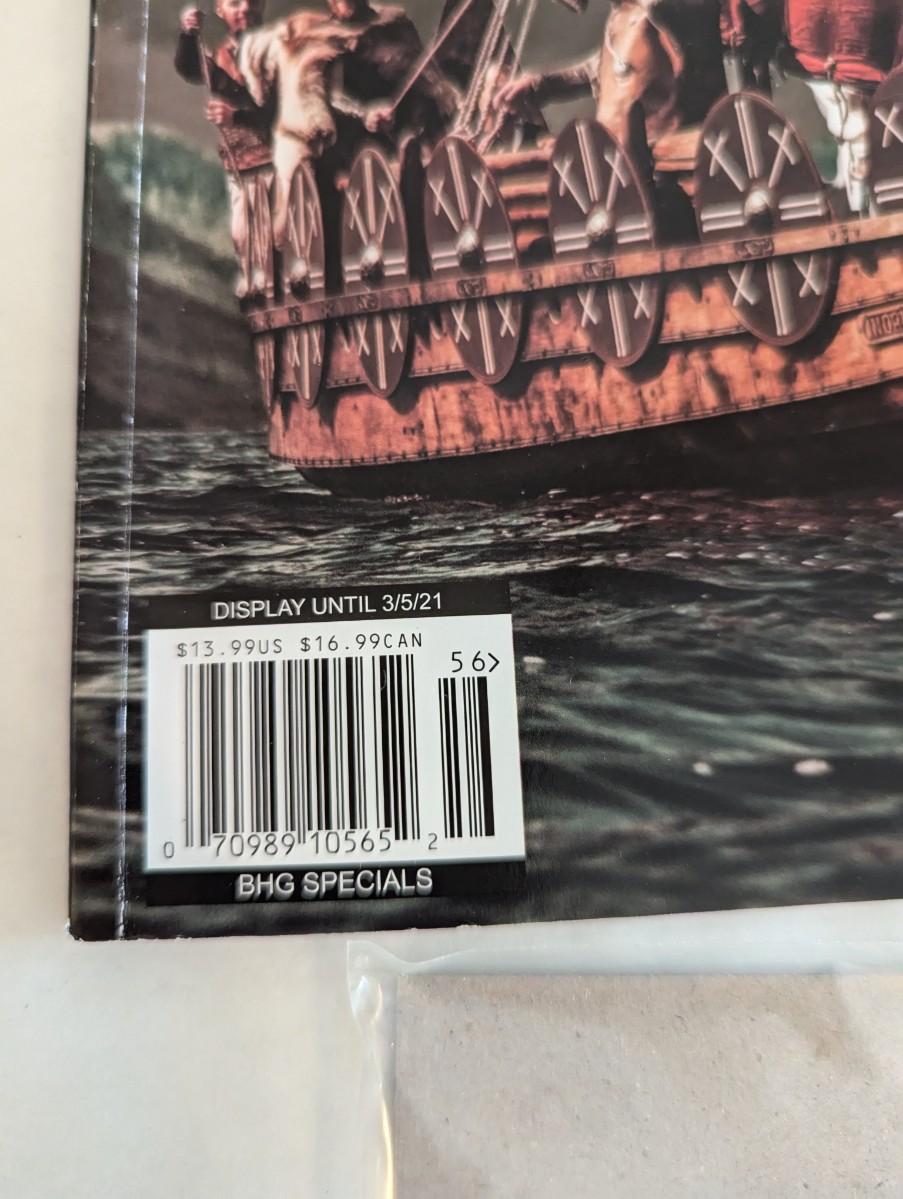 DISPLAY UNTIL 3/5/21
$13.99US $16.99CAN
56>
0 70989 10565 2
BHG SPECIALS